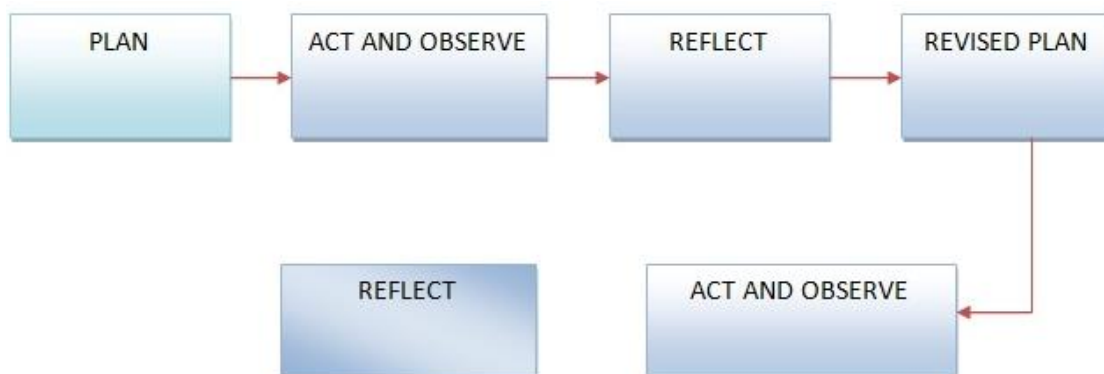 PLAN
ACT AND OBSERVE
REFLECT
REVISED PLAN
REFLECT
ACT AND OBSERVE